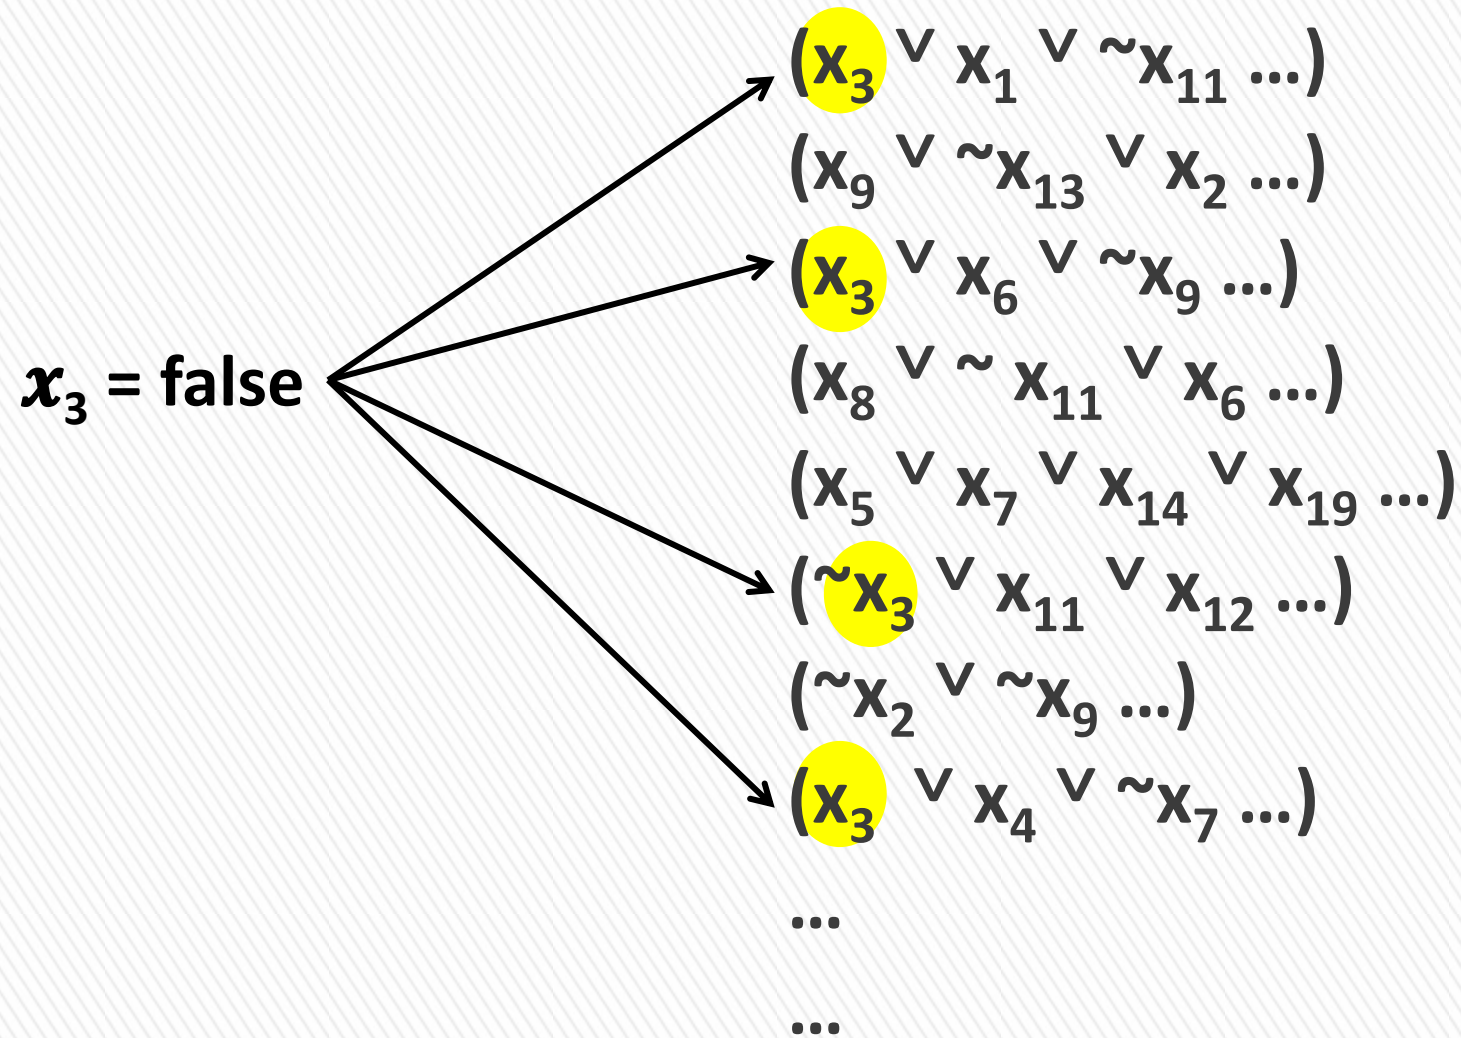 (x₃ ∨ x₁ ∨ ~x₁₁ ...)
(x₉ ∨ ~x₁₃ ∨ x₂ ...)
(x₃ ∨ x₆ ∨ ~x₉ ...)
x₃ = false
(x₈ ∨ ~ x₁₁ ∨ x₆ ...)
(x₅ ∨ x₇ ∨ x₁₄ ∨ x₁₉ ...)
(~x₃ ∨ x₁₁ ∨ x₁₂ ...)
(~x₂ ∨ ~x₉ ...)
(x₃ ∨ x₄ ∨ ~x₇ ...)
...
...